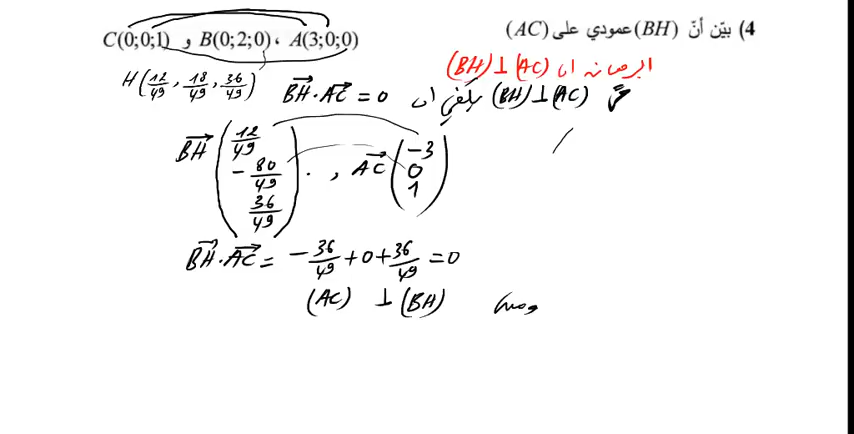 4) بيّن أنّ (BH) عمودي على (AC)
C(0;0;1) و B(0;2;0) ، A(3;0;0)
البرهان ان (BH) ⊥ (AC)
H(12/49, 18/49, 36/49)
(BH) ⊥ (AC) يكفي ان BH · AC = 0
BH (12/49, -80/49, 36/49) . , AC (-3, 0, 1)
BH · AC = -36/49 + 0 + 36/49 = 0
ومنه (AC) ⊥ (BH)